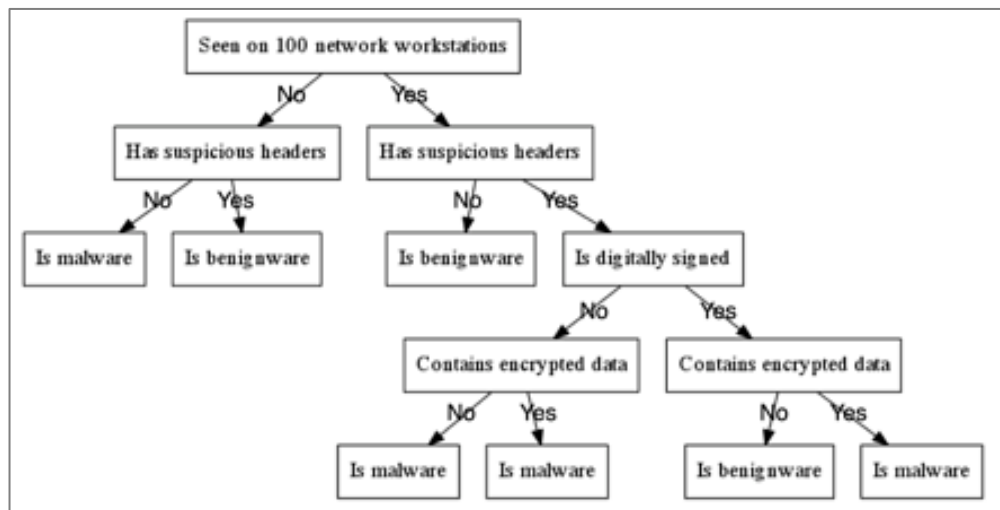 Seen on 100 network workstations
No
Yes
Has suspicious headers
Has suspicious headers
No
Yes
No
Yes
Is malware
Is benignware
Is benignware
Is digitally signed
No
Yes
Contains encrypted data
Contains encrypted data
No
Yes
No
Yes
Is malware
Is malware
Is benignware
Is malware